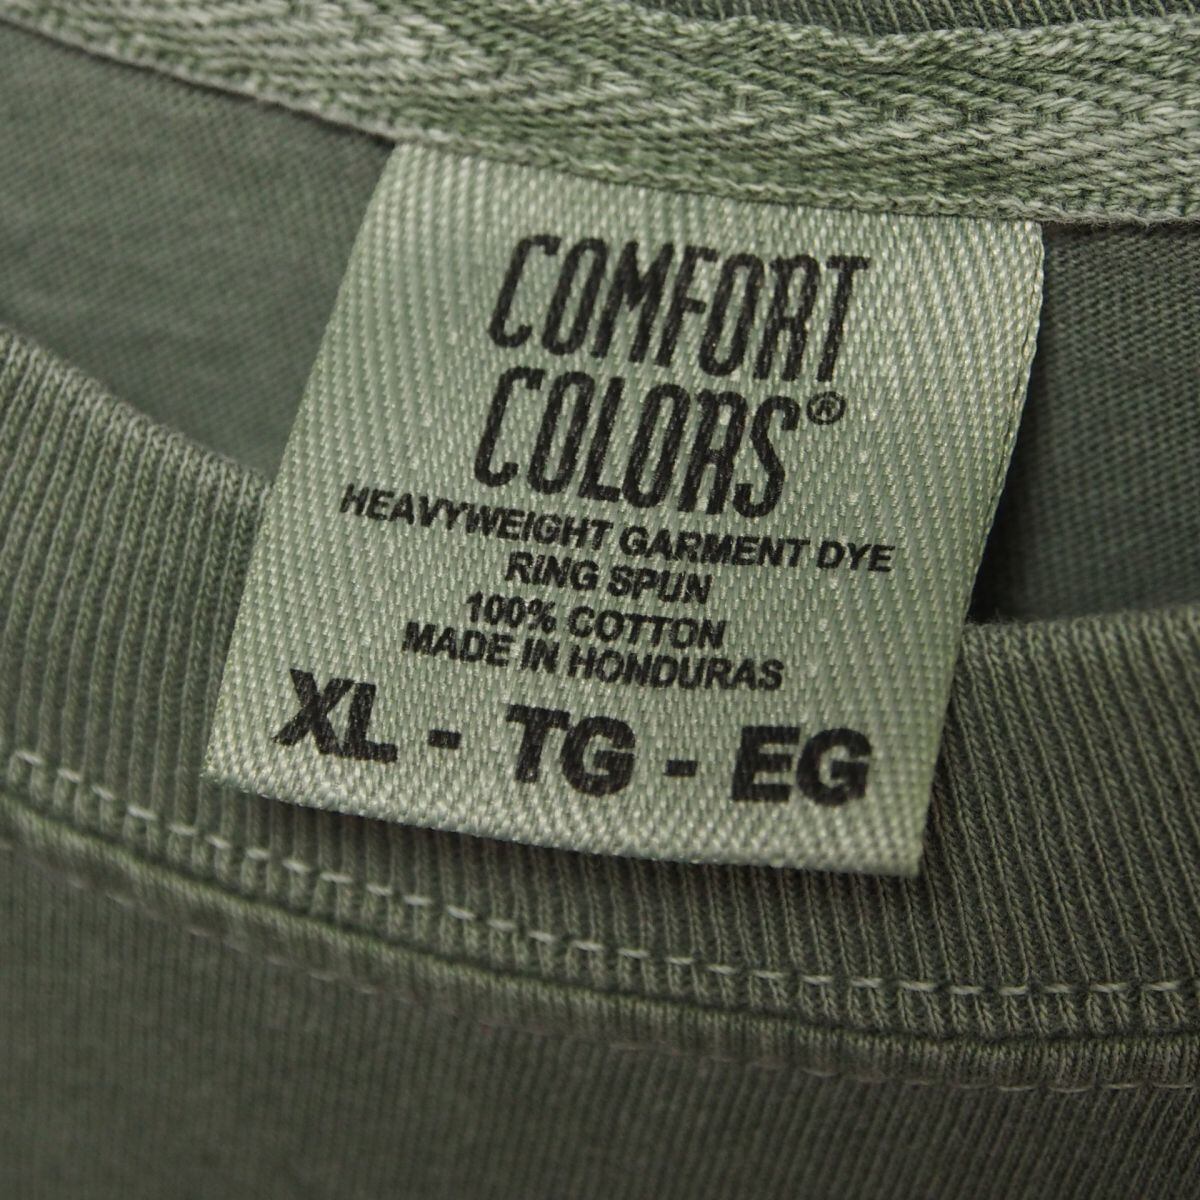 COMFORT
COLORS®
HEAVYWEIGHT GARMENT DYE
RING SPUN
100% COTTON
MADE IN HONDURAS
XL - TG - EG